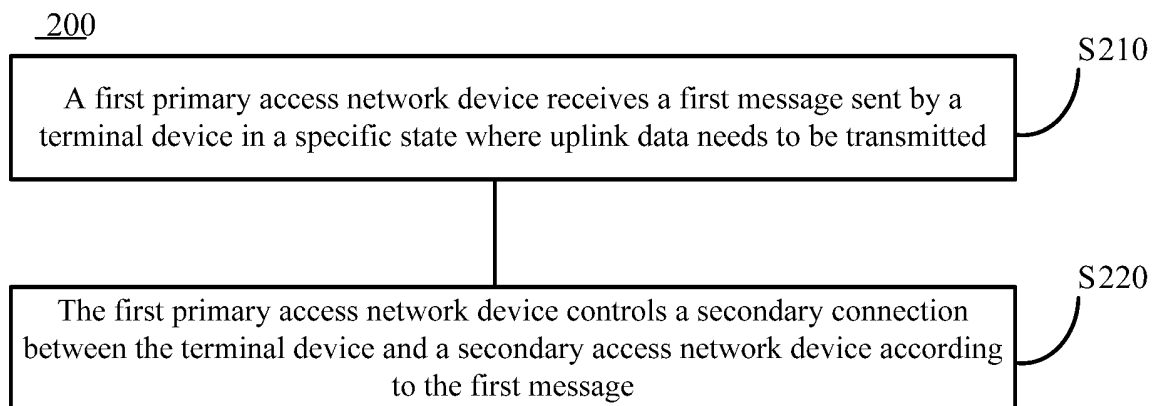 200
S210
A first primary access network device receives a first message sent by a
terminal device in a specific state where uplink data needs to be transmitted
S220
The first primary access network device controls a secondary connection
between the terminal device and a secondary access network device according
to the first message